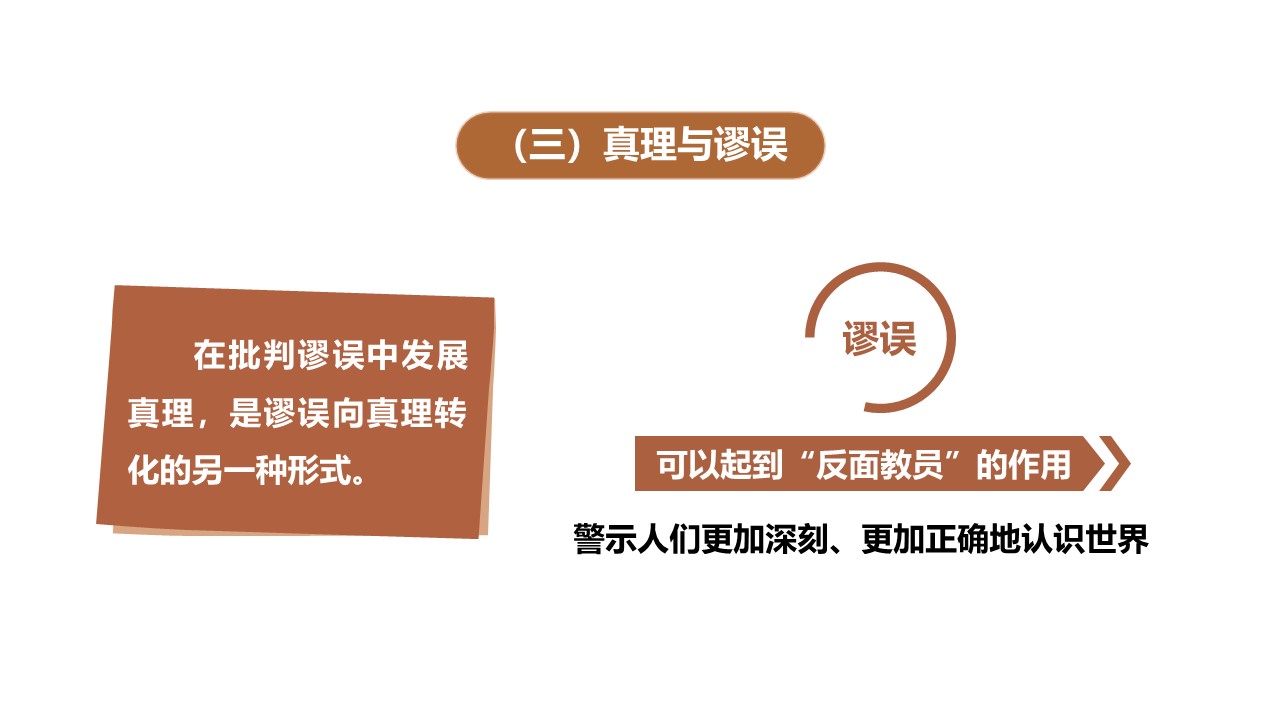 （三）真理与谬误
在批判谬误中发展
真理，是谬误向真理转
化的另一种形式。
谬误
可以起到“反面教员”的作用
警示人们更加深刻、更加正确地认识世界